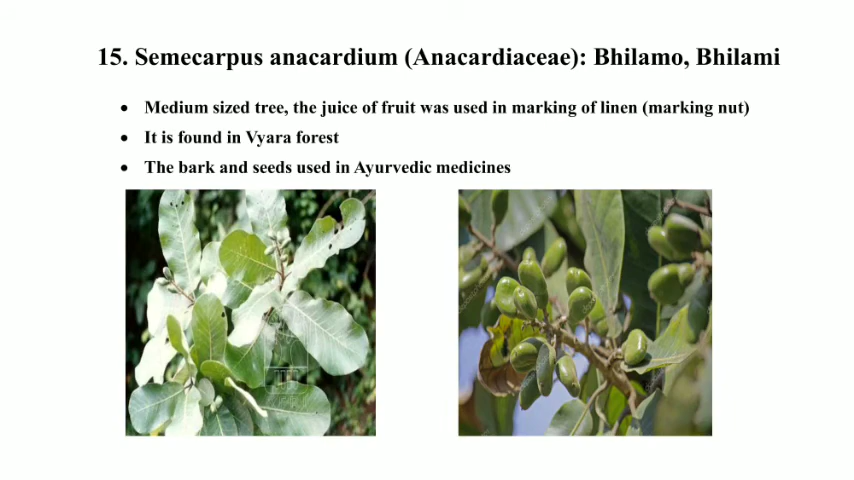 15. Semecarpus anacardium (Anacardiaceae): Bhilamo, Bhilami
• Medium sized tree, the juice of fruit was used in marking of linen (marking nut)
• It is found in Vyara forest
• The bark and seeds used in Ayurvedic medicines